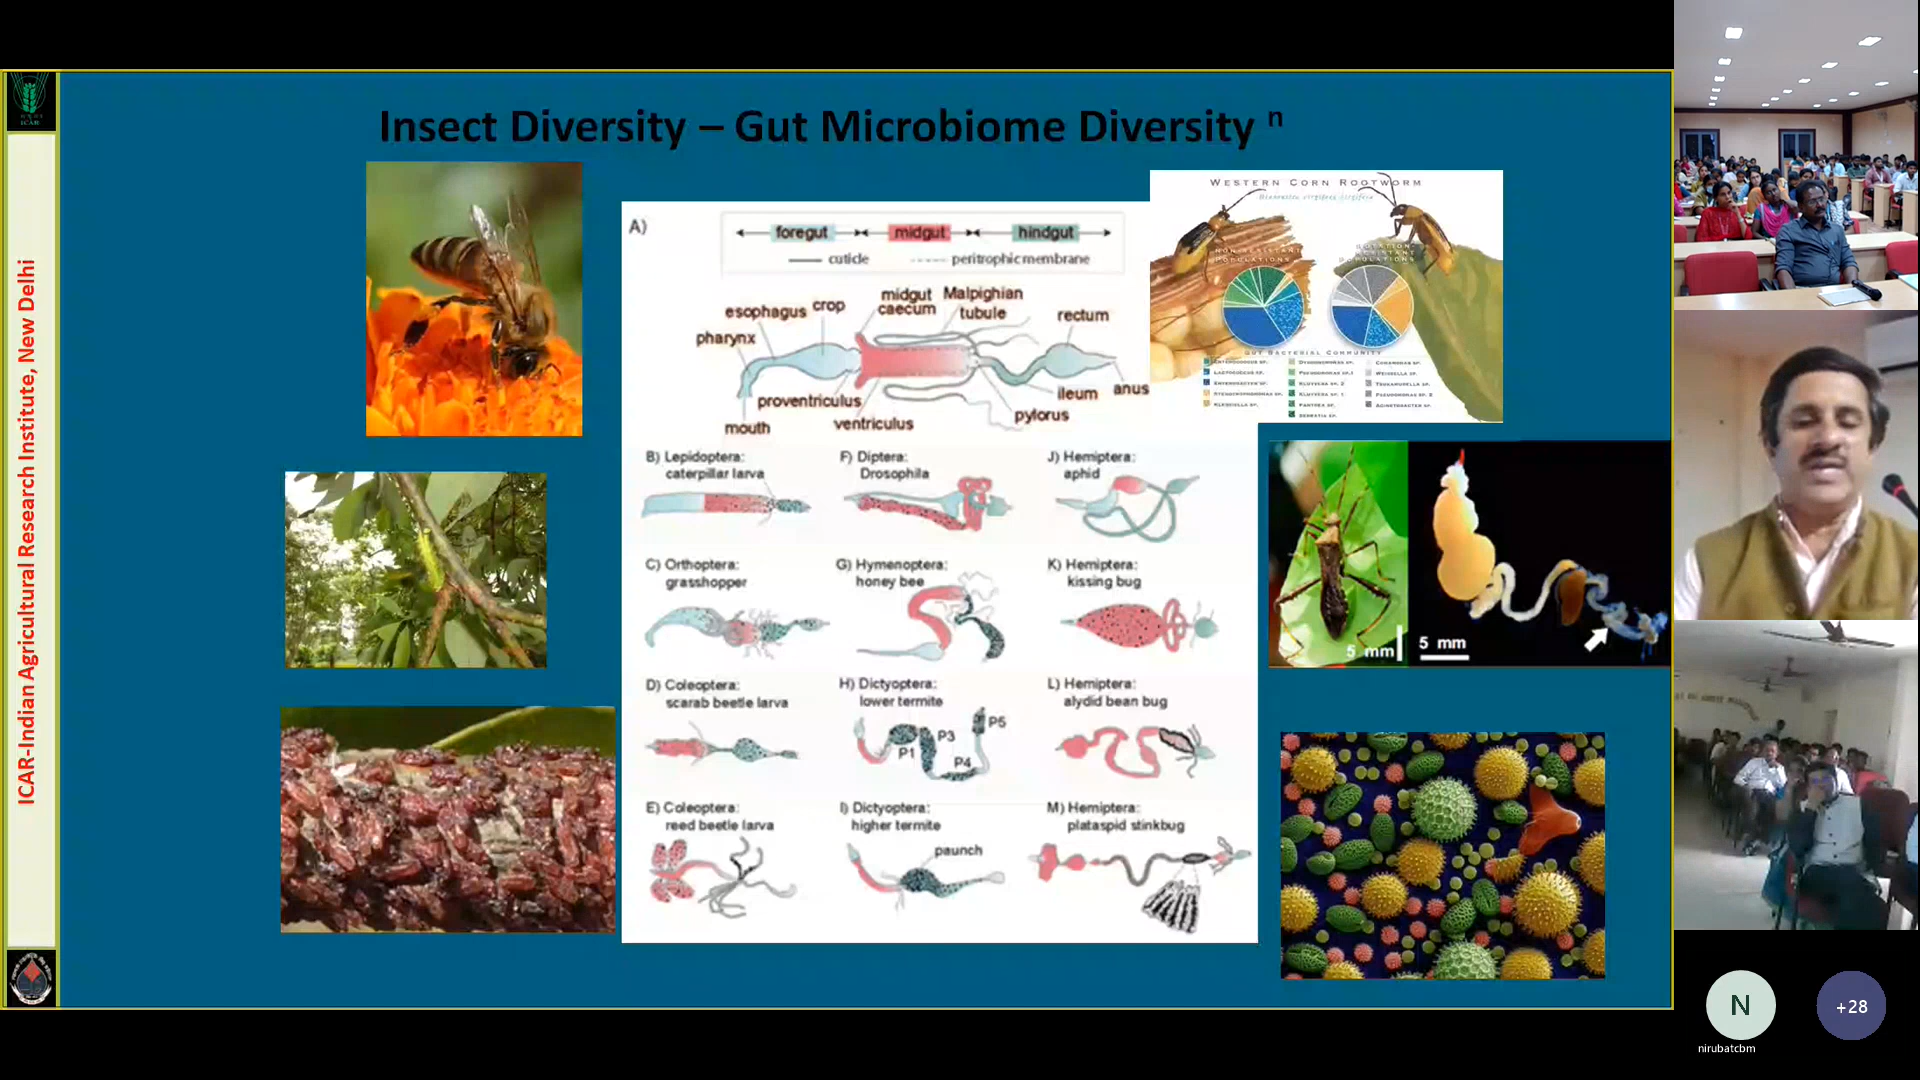 ICAR
ICAR-Indian Agricultural Research Institute, New Delhi
Insect Diversity – Gut Microbiome Diversity n
A)
foregut
midgut
hindgut
cuticle
peritrophic membrane
esophagus
crop
midgut
caecum
Malpighian
tubule
rectum
pharynx
proventriculus
mouth
ventriculus
ileum
anus
pylorus
B) Lepidoptera:
caterpillar larva
F) Diptera:
Drosophila
J) Hemiptera:
aphid
C) Orthoptera:
grasshopper
G) Hymenoptera:
honey bee
K) Hemiptera:
kissing bug
D) Coleoptera:
scarab beetle larva
H) Dictyoptera:
lower termite
P1
P3
P4
P5
L) Hemiptera:
alydid bean bug
E) Coleoptera:
reed beetle larva
I) Dictyoptera:
higher termite
paunch
M) Hemiptera:
plataspid stinkbug
WESTERN CORN ROOTWORM
GUT BACTERIAL COMMUNITY
5 mm
5 mm
N
nirubatcbm
+28